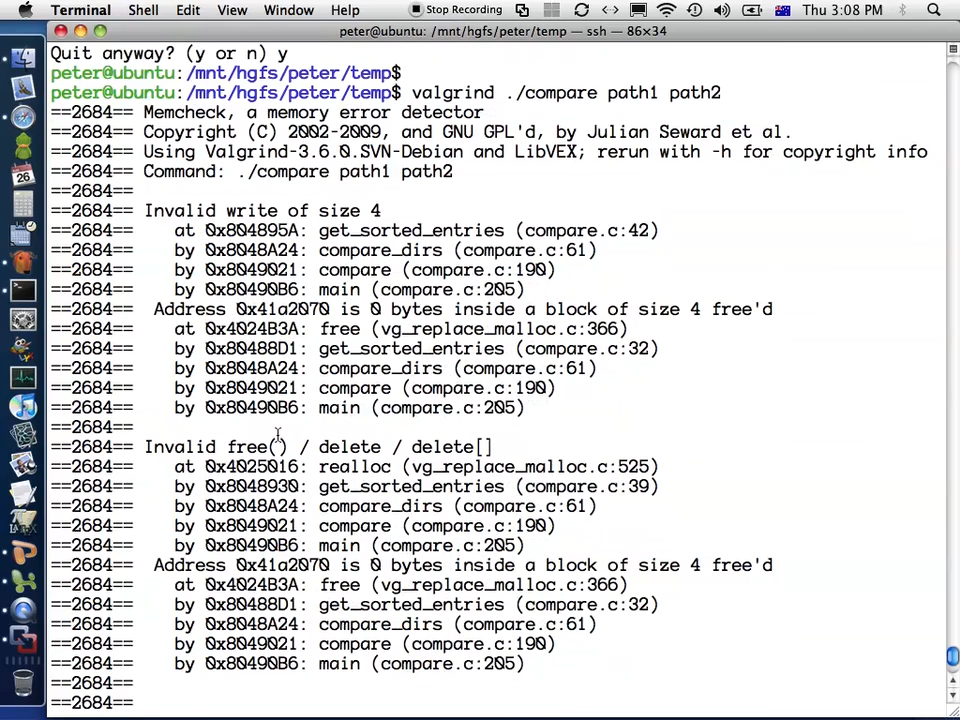 Terminal Shell Edit View Window Help Stop Recording Thu 3:08 PM
peter@ubuntu: /mnt/hgfs/peter/temp — ssh — 86×34
Quit anyway? (y or n) y
peter@ubuntu:/mnt/hgfs/peter/temp$
peter@ubuntu:/mnt/hgfs/peter/temp$ valgrind ./compare path1 path2
==2684== Memcheck, a memory error detector
==2684== Copyright (C) 2002-2009, and GNU GPL'd, by Julian Seward et al.
==2684== Using Valgrind-3.6.0.SVN-Debian and LibVEX; rerun with -h for copyright info
==2684== Command: ./compare path1 path2
==2684==
==2684== Invalid write of size 4
==2684==    at 0x804895A: get_sorted_entries (compare.c:42)
==2684==    by 0x8048A24: compare_dirs (compare.c:61)
==2684==    by 0x8049021: compare (compare.c:190)
==2684==    by 0x80490B6: main (compare.c:205)
==2684==  Address 0x41a2070 is 0 bytes inside a block of size 4 free'd
==2684==    at 0x4024B3A: free (vg_replace_malloc.c:366)
==2684==    by 0x80488D1: get_sorted_entries (compare.c:32)
==2684==    by 0x8048A24: compare_dirs (compare.c:61)
==2684==    by 0x8049021: compare (compare.c:190)
==2684==    by 0x80490B6: main (compare.c:205)
==2684==
==2684== Invalid free() / delete / delete[]
==2684==    at 0x4025016: realloc (vg_replace_malloc.c:525)
==2684==    by 0x8048930: get_sorted_entries (compare.c:39)
==2684==    by 0x8048A24: compare_dirs (compare.c:61)
==2684==    by 0x8049021: compare (compare.c:190)
==2684==    by 0x80490B6: main (compare.c:205)
==2684==  Address 0x41a2070 is 0 bytes inside a block of size 4 free'd
==2684==    at 0x4024B3A: free (vg_replace_malloc.c:366)
==2684==    by 0x80488D1: get_sorted_entries (compare.c:32)
==2684==    by 0x8048A24: compare_dirs (compare.c:61)
==2684==    by 0x8049021: compare (compare.c:190)
==2684==    by 0x80490B6: main (compare.c:205)
==2684==
==2684==